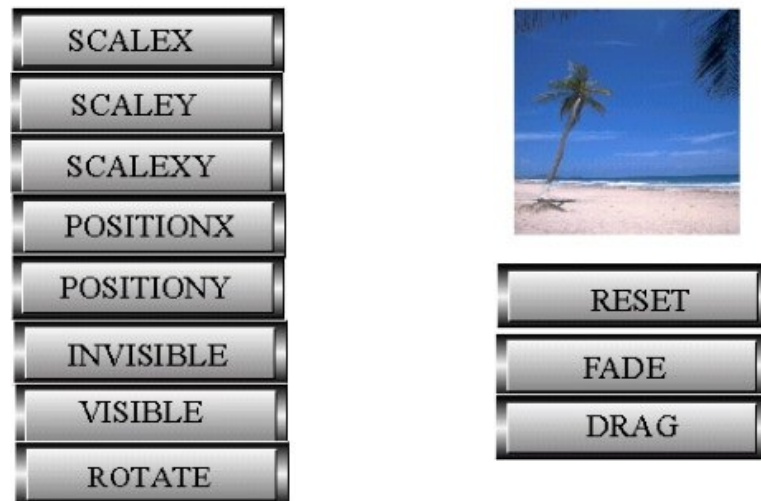 SCALEX
SCALEY
SCALEXY
POSITIONX
POSITIONY
INVISIBLE
VISIBLE
ROTATE
RESET
FADE
DRAG